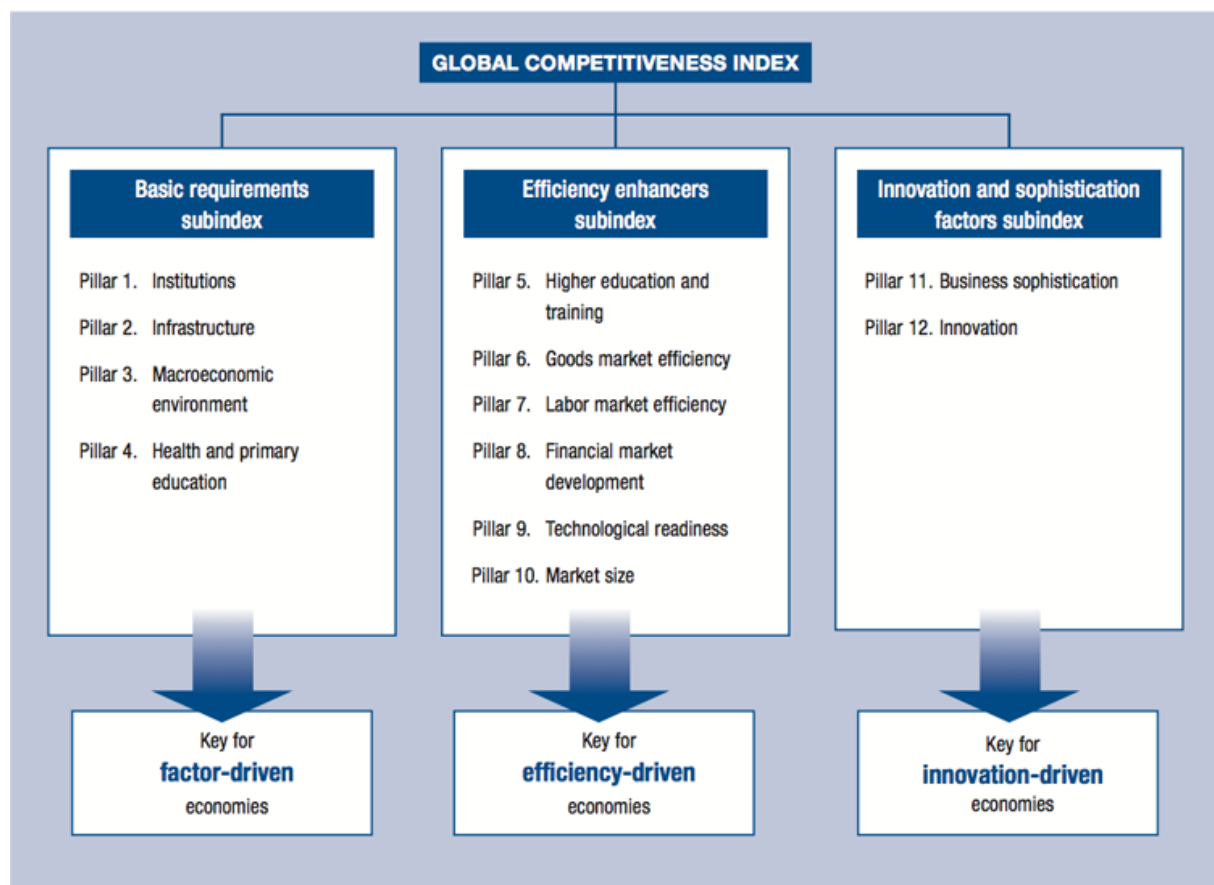 GLOBAL COMPETITIVENESS INDEX
Basic requirements
subindex
Pillar 1. Institutions
Pillar 2. Infrastructure
Pillar 3. Macroeconomic
environment
Pillar 4. Health and primary
education
Key for
factor-driven
economies
Efficiency enhancers
subindex
Pillar 5. Higher education and
training
Pillar 6. Goods market efficiency
Pillar 7. Labor market efficiency
Pillar 8. Financial market
development
Pillar 9. Technological readiness
Pillar 10. Market size
Key for
efficiency-driven
economies
Innovation and sophistication
factors subindex
Pillar 11. Business sophistication
Pillar 12. Innovation
Key for
innovation-driven
economies